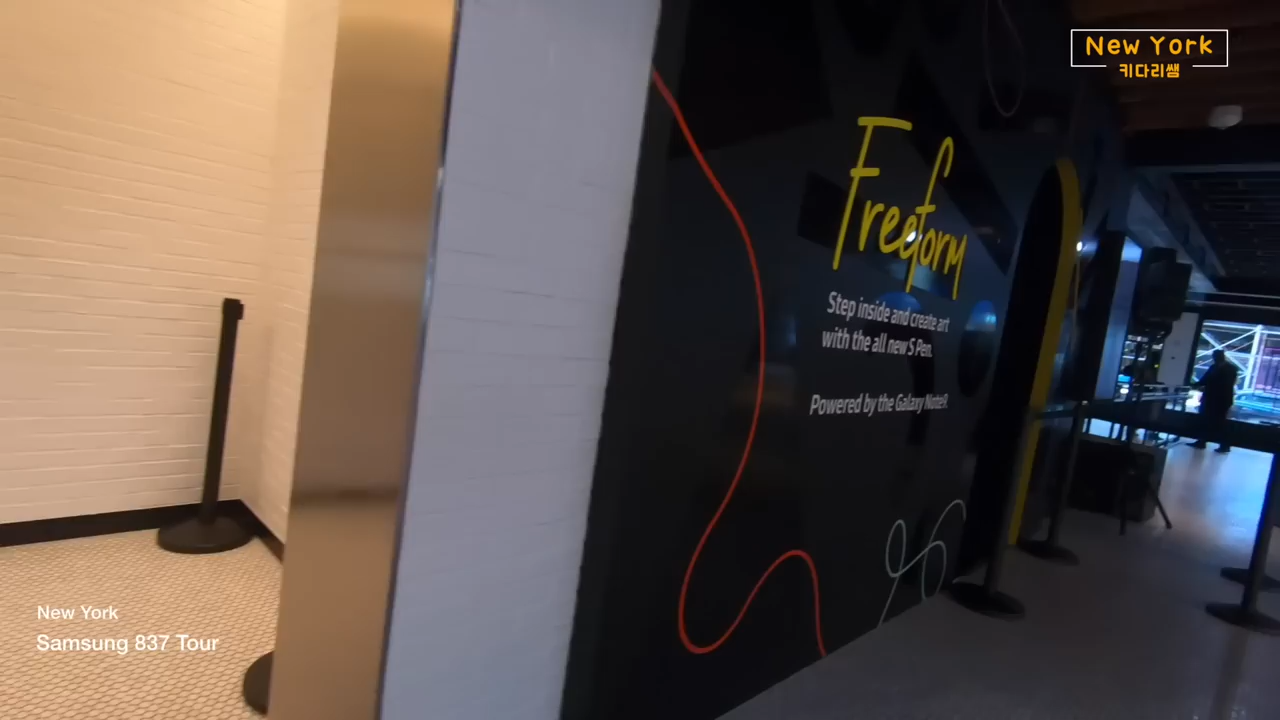 New York
키다리쌤
Freeform
Step inside and create art
with the all new S Pen.
Powered by the Galaxy Note9.
New York
Samsung 837 Tour